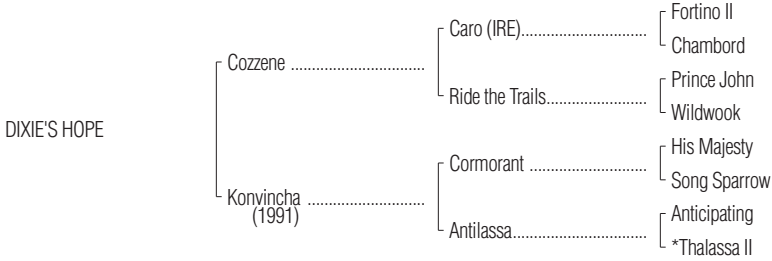 Fortino II
Caro (IRE)..............................
Chambord
Cozzene ................................
Prince John
Ride the Trails........................
Wildwook
DIXIE'S HOPE
His Majesty
Cormorant ............................
Song Sparrow
Konvincha ............................
(1991)
Anticipating
Antilassa................................
*Thalassa II